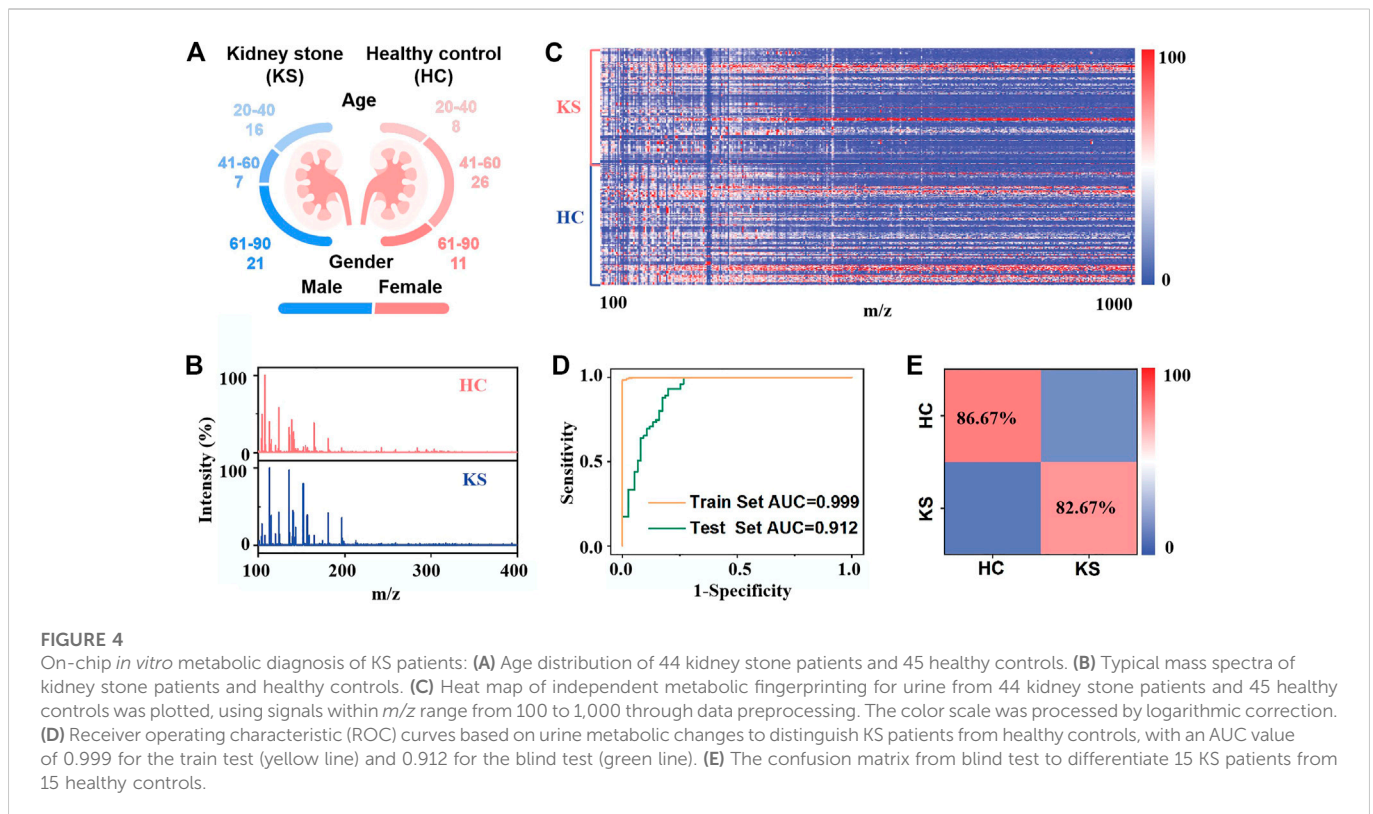 A
Kidney stone
(KS)
Healthy control
(HC)
Age
20-40
16
20-40
8
41-60
7
41-60
26
61-90
21
61-90
11
Gender
Male
Female
C
KS
HC
100
1000
m/z
100
0
B
100
HC
0
100
KS
0
Intensity (%)
100
200
300
400
m/z
D
1.0
0.5
0.0
Sensitivity
Train Set AUC=0.999
Test Set AUC=0.912
0.0
0.5
1.0
1-Specificity
E
HC
KS
86.67%
82.67%
HC
KS
100
0
FIGURE 4
On-chip in vitro metabolic diagnosis of KS patients: (A) Age distribution of 44 kidney stone patients and 45 healthy controls. (B) Typical mass spectra of
kidney stone patients and healthy controls. (C) Heat map of independent metabolic fingerprinting for urine from 44 kidney stone patients and 45 healthy
controls was plotted, using signals within m/z range from 100 to 1,000 through data preprocessing. The color scale was processed by logarithmic correction.
(D) Receiver operating characteristic (ROC) curves based on urine metabolic changes to distinguish KS patients from healthy controls, with an AUC value
of 0.999 for the train test (yellow line) and 0.912 for the blind test (green line). (E) The confusion matrix from blind test to differentiate 15 KS patients from
15 healthy controls.